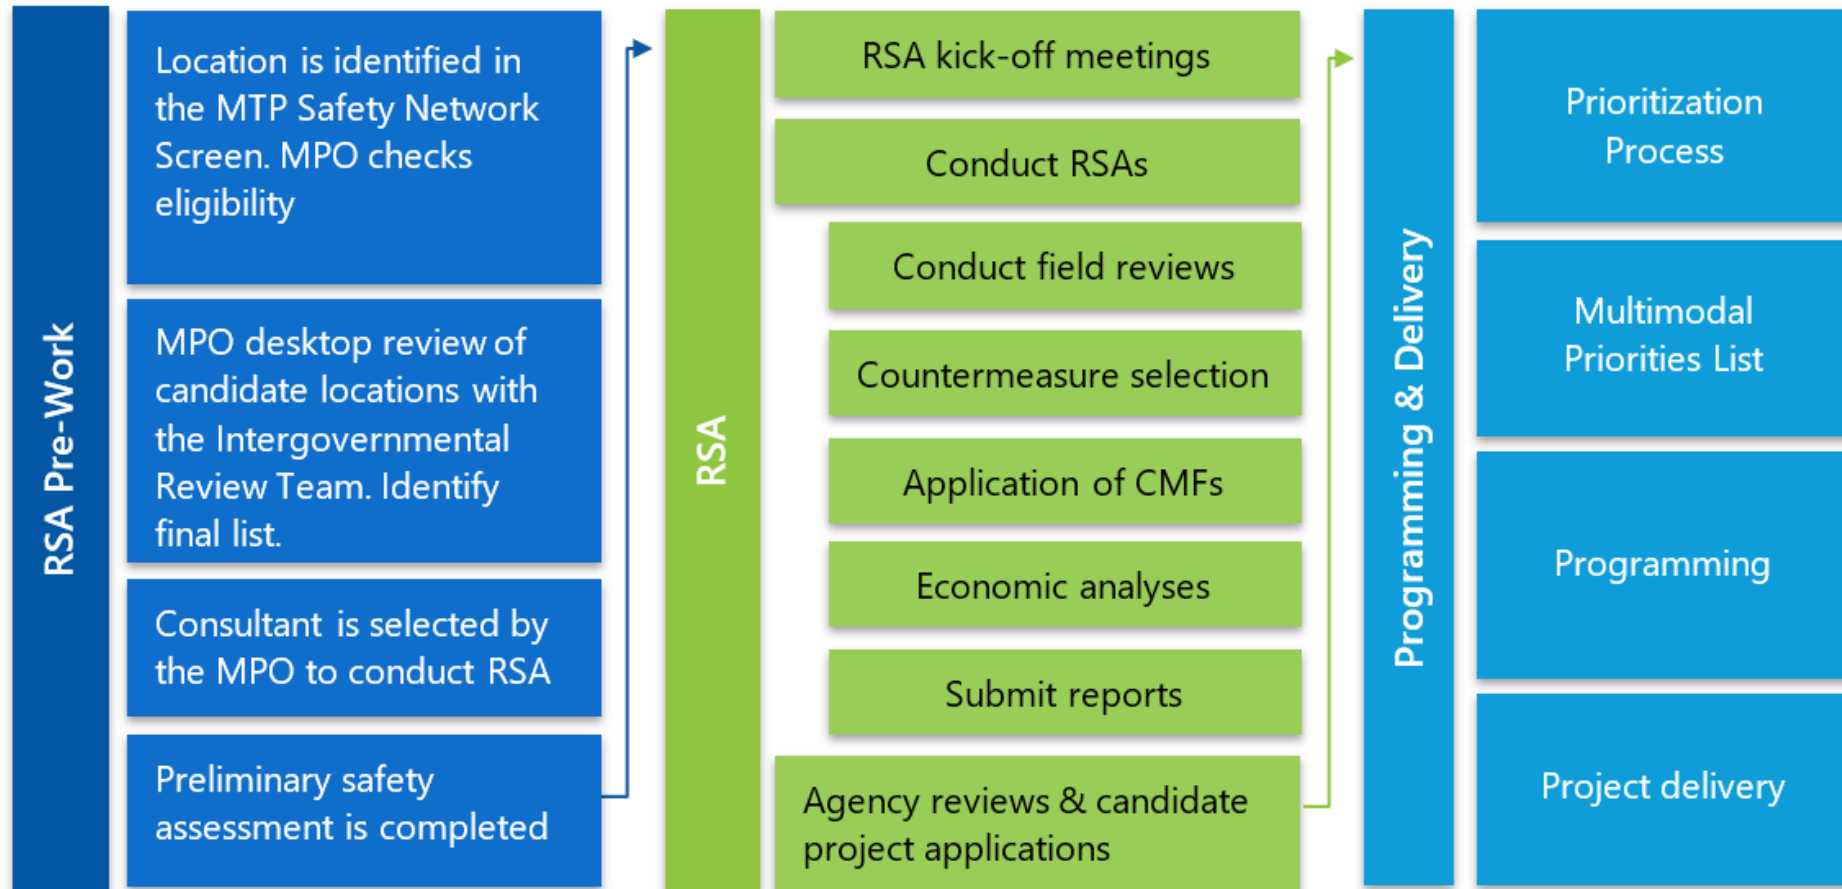 RSA Pre-Work
Location is identified in
the MTP Safety Network
Screen. MPO checks
eligibility
MPO desktop review of
candidate locations with
the Intergovernmental
Review Team. Identify
final list.
Consultant is selected by
the MPO to conduct RSA
Preliminary safety
assessment is completed
RSA
RSA kick-off meetings
Conduct RSAs
Conduct field reviews
Countermeasure selection
Application of CMFs
Economic analyses
Submit reports
Agency reviews & candidate
project applications
Programming & Delivery
Prioritization
Process
Multimodal
Priorities List
Programming
Project delivery